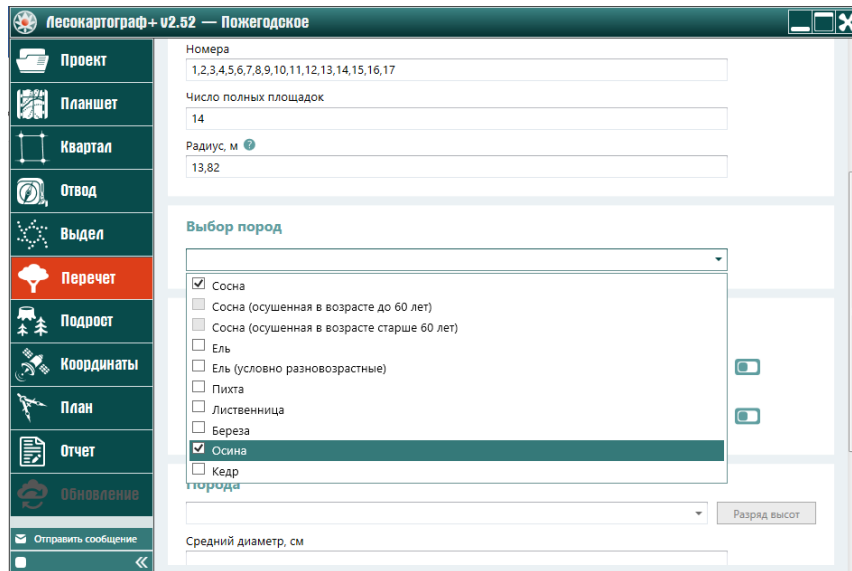 Лесокартограф+ v2.52 — Пожегодское
Проект
Планшет
Квартал
Отвод
Выдел
Перечет
Подрост
Координаты
План
Отчет
Обновление
Отправить сообщение
Номера
1,2,3,4,5,6,7,8,9,10,11,12,13,14,15,16,17
Число полных площадок
14
Радиус, м ?
13,82
Выбор пород
Сосна
Сосна (осушенная в возрасте до 60 лет)
Сосна (осушенная в возрасте старше 60 лет)
Ель
Ель (условно разновозрастные)
Пихта
Лиственница
Береза
Осина
Кедр
Порода
Разряд высот
Средний диаметр, см